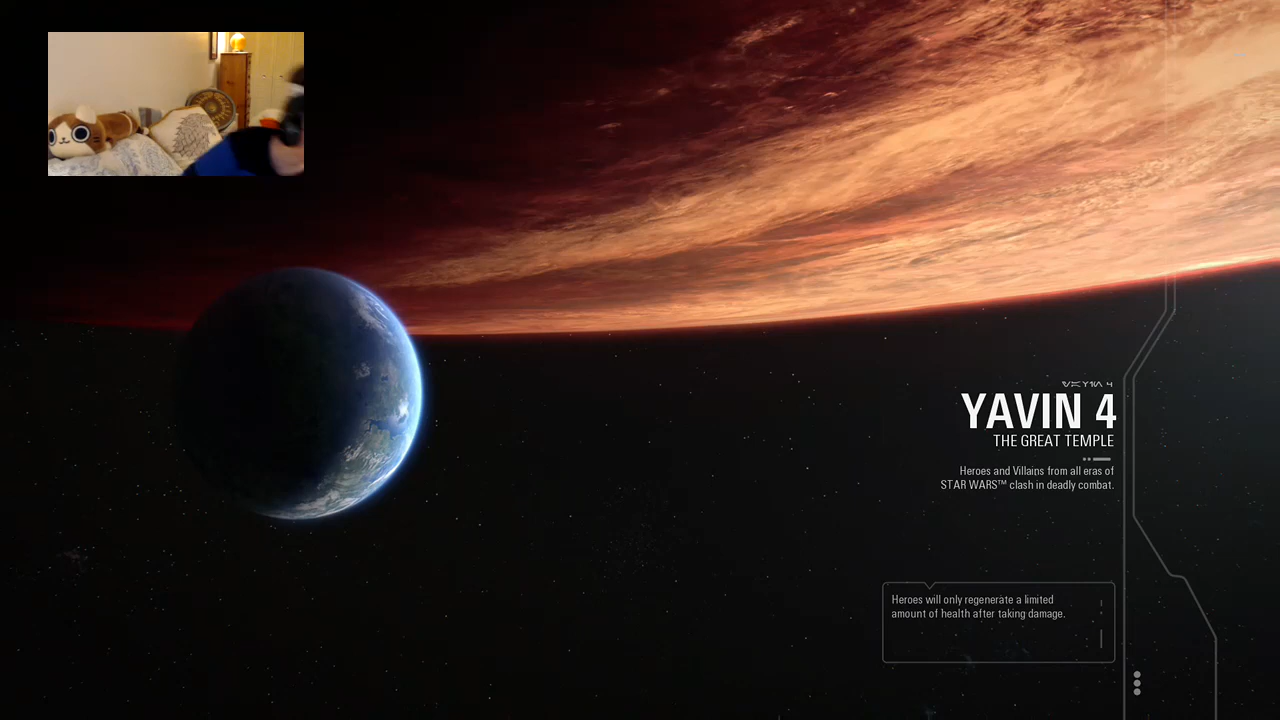 YAVIN 4
THE GREAT TEMPLE
Heroes and Villains from all eras of
STAR WARS™ clash in deadly combat.
Heroes will only regenerate a limited
amount of health after taking damage.